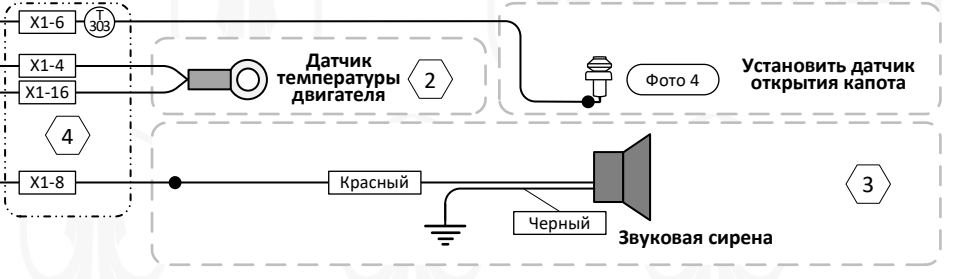 X1-6
T
303
X1-4
X1-16
4
X1-8
Датчик
температуры
двигателя
2
Фото 4
Установить датчик
открытия капота
Красный
Черный
Звуковая сирена
3